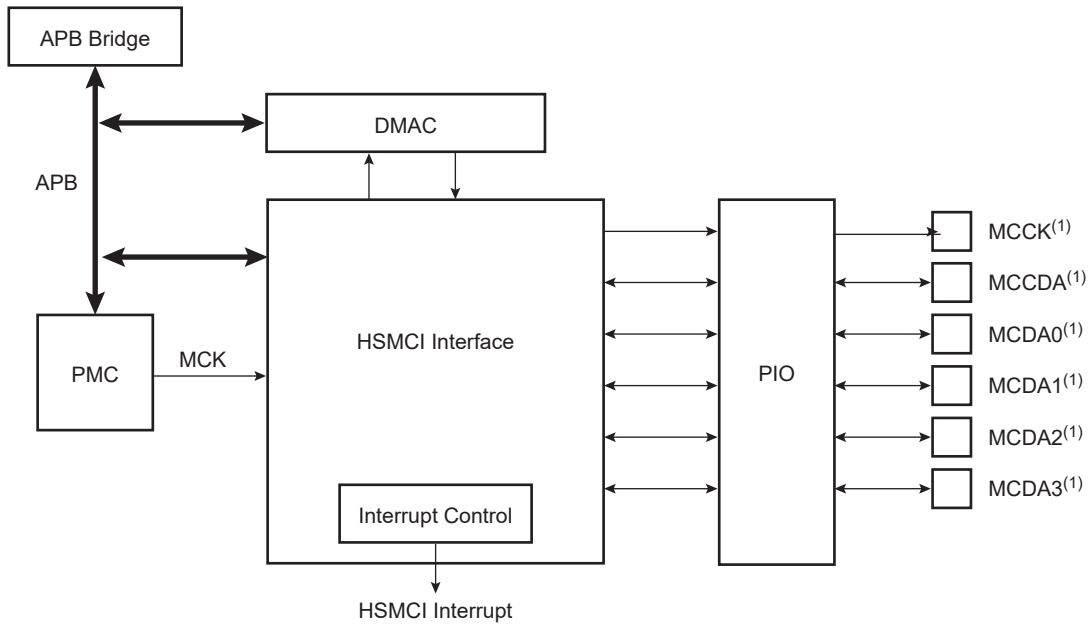 APB Bridge
DMAC
APB
MCCK(1)
MCCDA(1)
HSMCI Interface
MCDA0(1)
MCK
PMC
PIO
MCDA1(1)
MCDA2(1)
MCDA3(1)
Interrupt Control
HSMCI Interrupt